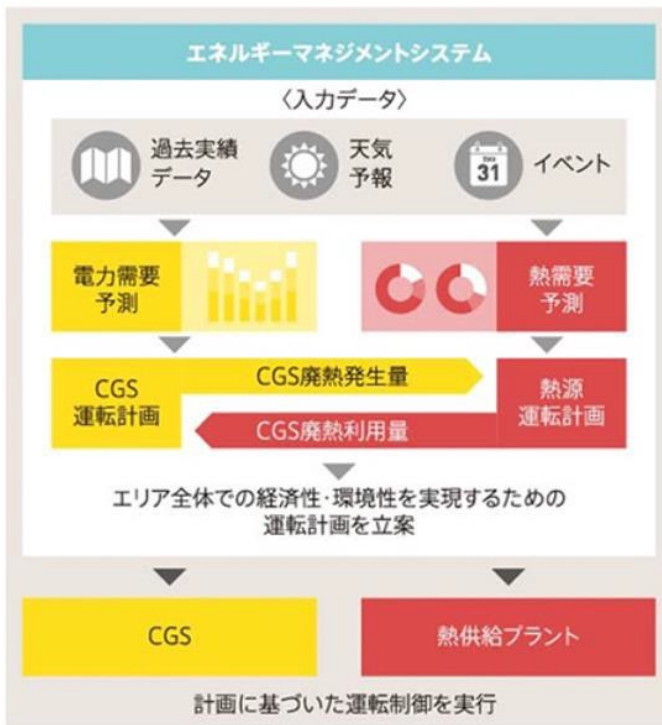 エネルギーマネジメントシステム
〈入力データ〉
過去実績
データ
天気
予報
31
イベント
電力需要
予測
熱需要
予測
CGS
運転計画
CGS廃熱発生量
CGS廃熱利用量
熱源
運転計画
エリア全体での経済性・環境性を実現するための
運転計画を立案
CGS
熱供給プラント
計画に基づいた運転制御を実行